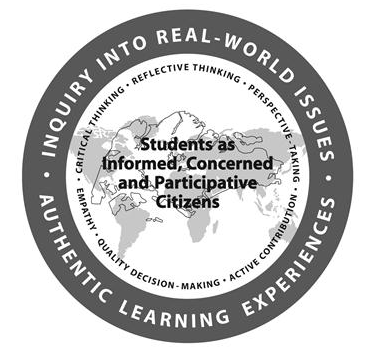 INQUIRY INTO REAL-WORLD ISSUES •
AUTHENTIC LEARNING EXPERIENCES •
• CRITICAL THINKING • REFLECTIVE THINKING • PERSPECTIVE-TAKING
EMPATHY • QUALITY DECISION-MAKING • ACTIVE CONTRIBUTION •
Students as
Informed, Concerned
and Participative
Citizens